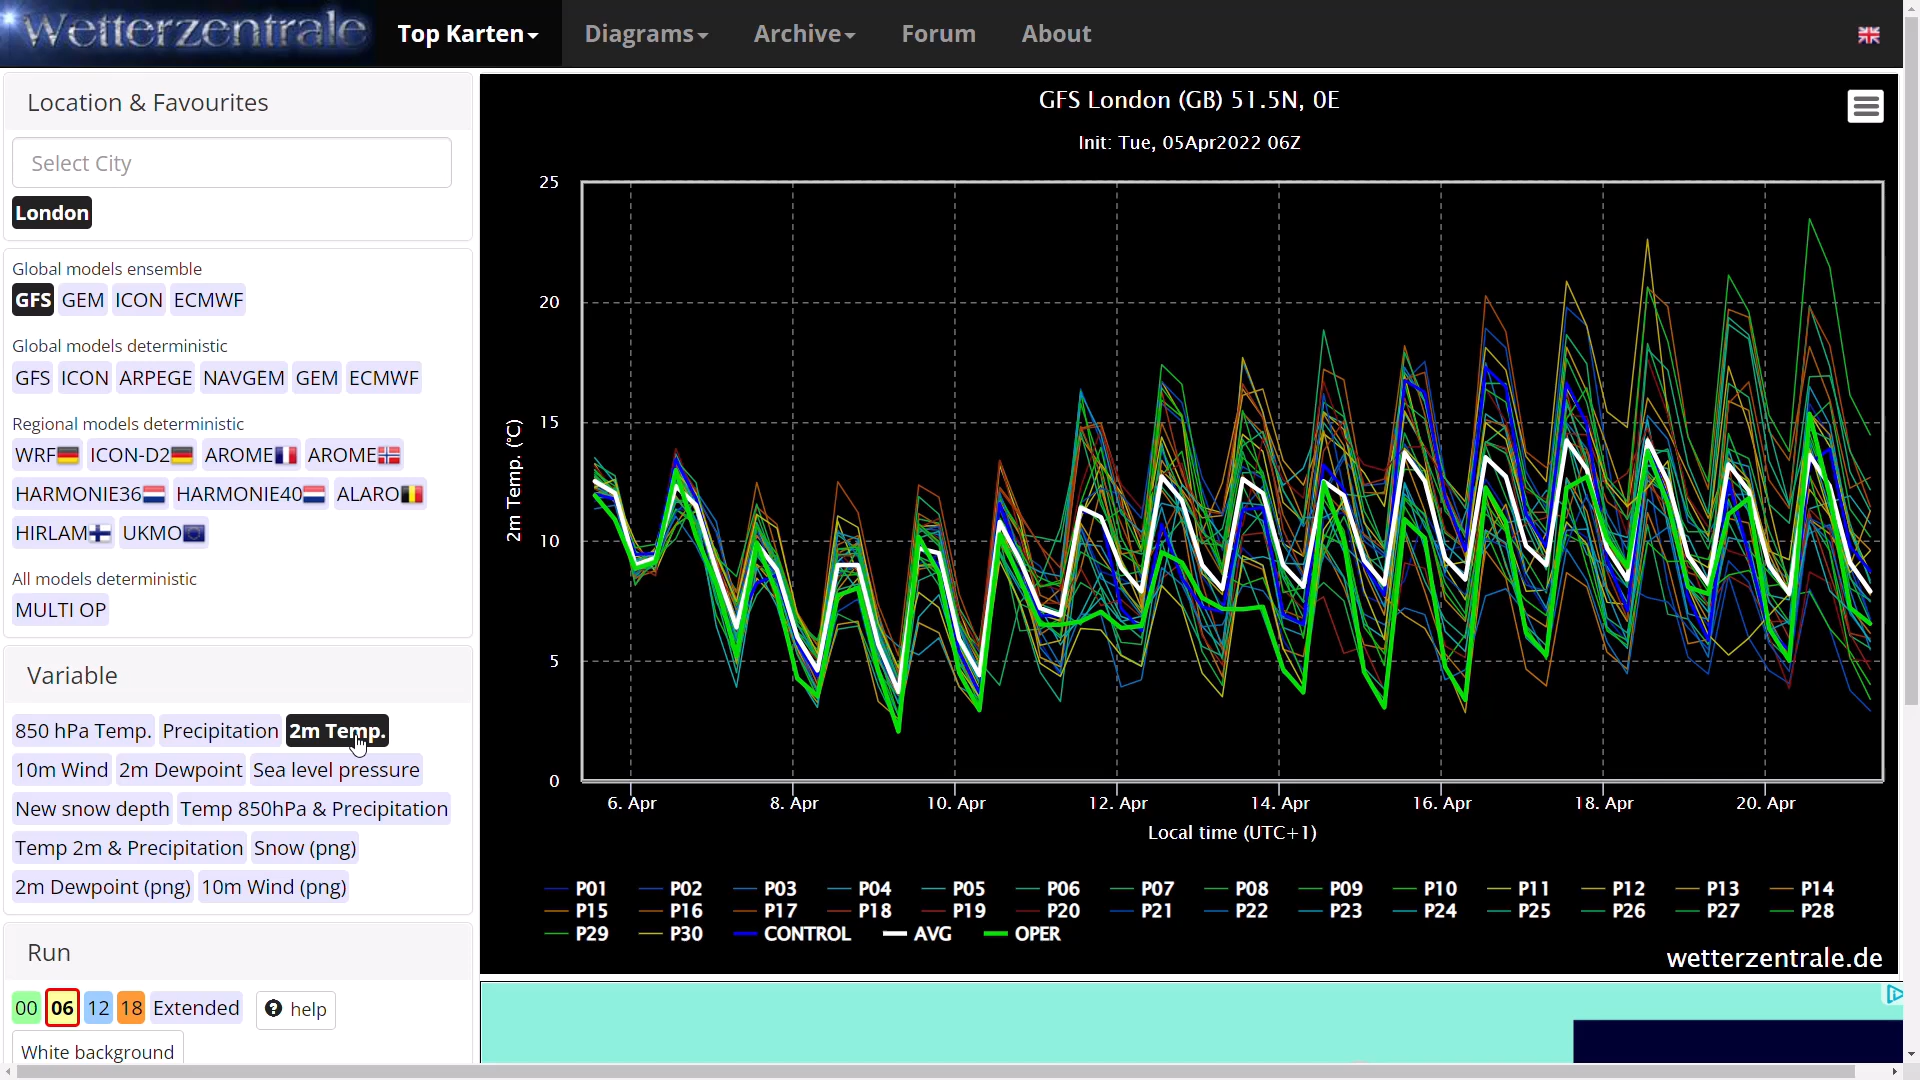 Wetterzentrale Top Karten Diagrams Archive Forum About
Location & Favourites
Select City
London
Global models ensemble
GFS GEM ICON ECMWF
Global models deterministic
GFS ICON ARPEGE NAVGEM GEM ECMWF
Regional models deterministic
WRF ICON-D2 AROME AROME
HARMONIE36 HARMONIE40 ALARO
HIRLAM UKMO
All models deterministic
MULTI OP
Variable
850 hPa Temp. Precipitation 2m Temp.
10m Wind 2m Dewpoint Sea level pressure
New snow depth Temp 850hPa & Precipitation
Temp 2m & Precipitation Snow (png)
2m Dewpoint (png) 10m Wind (png)
Run
00 06 12 18 Extended help
White background
GFS London (GB) 51.5N, 0E
Init: Tue, 05Apr2022 06Z
25
20
15
10
5
0
2m Temp. (°C)
6. Apr 8. Apr 10. Apr 12. Apr 14. Apr 16. Apr 18. Apr 20. Apr
Local time (UTC+1)
P01 P02 P03 P04 P05 P06 P07 P08 P09 P10 P11 P12 P13 P14
P15 P16 P17 P18 P19 P20 P21 P22 P23 P24 P25 P26 P27 P28
P29 P30 CONTROL AVG OPER
wetterzentrale.de